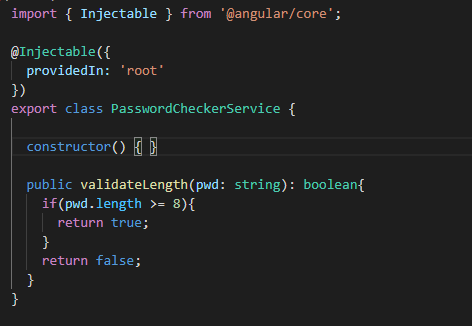 import { Injectable } from '@angular/core';
@Injectable({
providedIn: 'root'
})
export class PasswordCheckerService {
constructor() { }
public validateLength(pwd: string): boolean{
if(pwd.length >= 8){
return true;
}
return false;
}
}